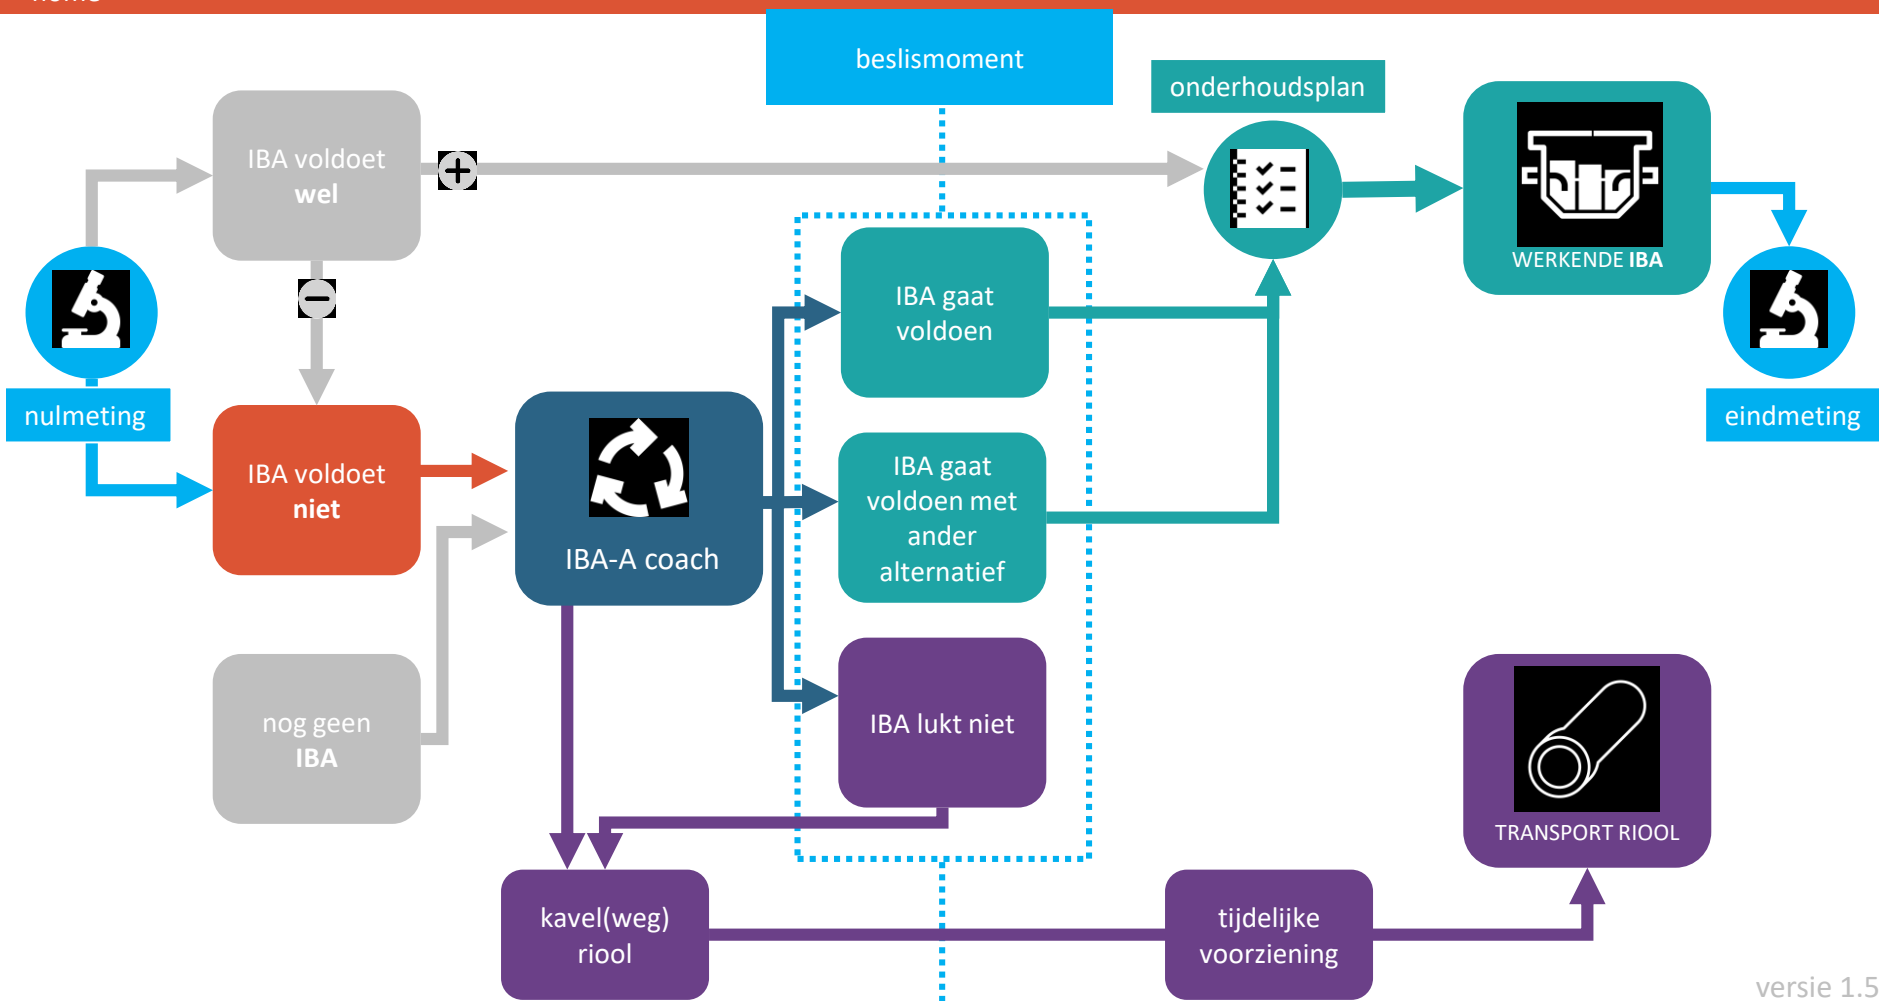 home
beslismoment
onderhoudsplan
IBA voldoet
wel
WERKENDE IBA
IBA gaat
voldoen
nulmeting
eindmeting
IBA voldoet
niet
IBA-A coach
IBA gaat
voldoen met
ander
alternatief
nog geen
IBA
IBA lukt niet
TRANSPORT RIOOL
kavel(weg)
riool
tijdelijke
voorziening
versie 1.5